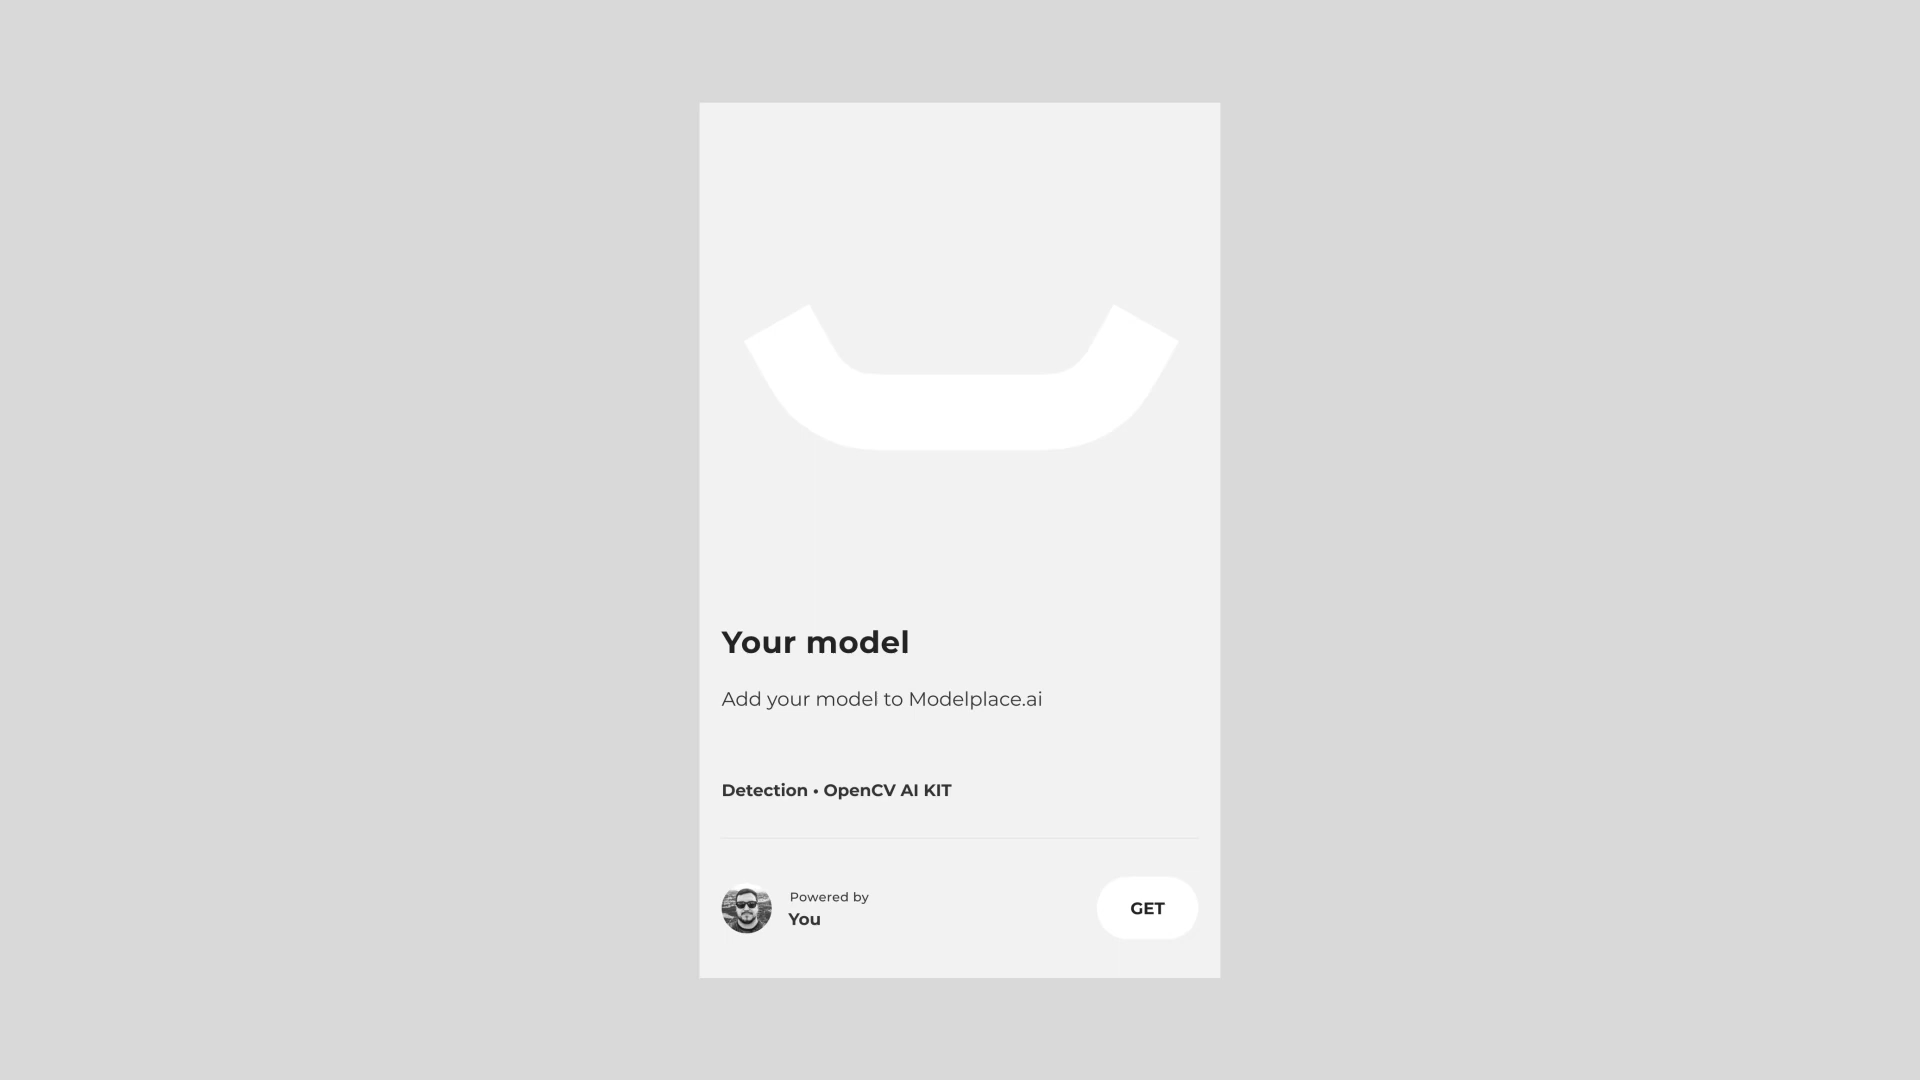 Your model
Add your model to Modelplace.ai
Detection • OpenCV AI KIT
Powered by
You
GET